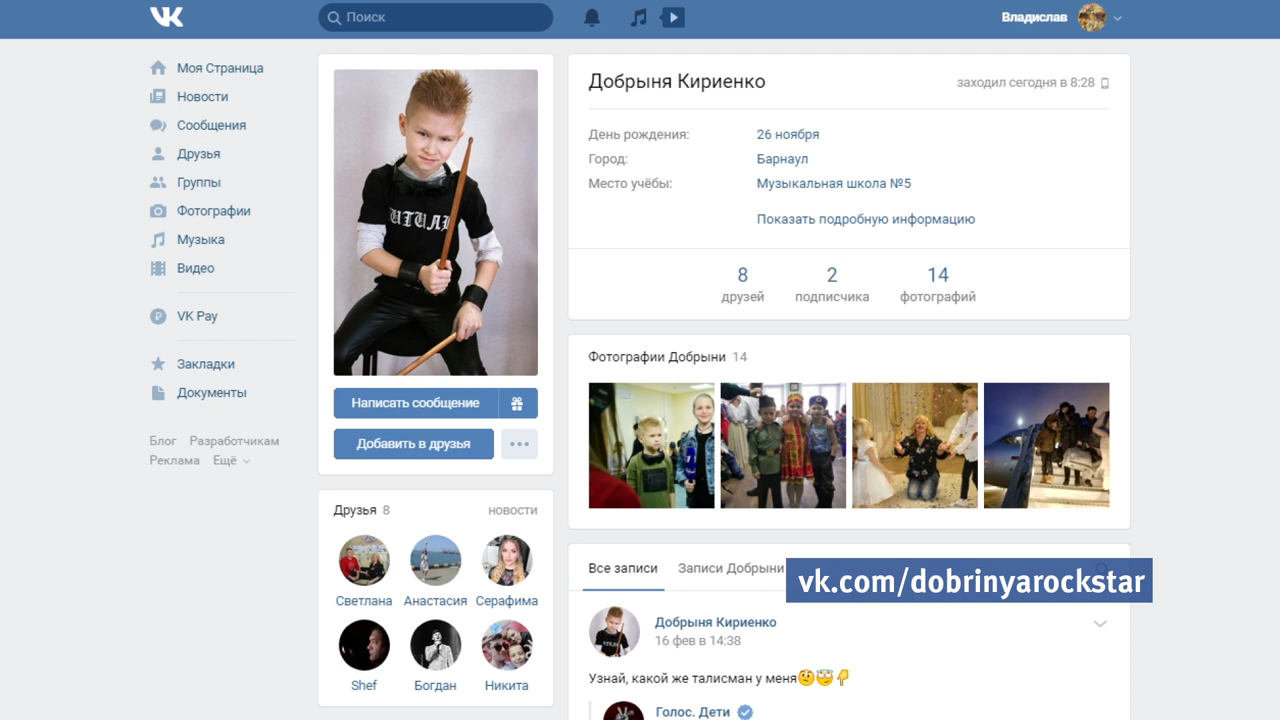 Поиск
Владислав
Моя Страница
Новости
Сообщения
Друзья
Группы
Фотографии
Музыка
Видео
VK Pay
Закладки
Документы
Блог Разработчикам
Реклама Ещё
Написать сообщение
Добавить в друзья
Друзья 8 новости
Светлана Анастасия Серафима
Shef Богдан Никита
Добрыня Кириенко
заходил сегодня в 8:28
День рождения: 26 ноября
Город: Барнаул
Место учёбы: Музыкальная школа №5
Показать подробную информацию
8 2 14
друзей подписчика фотографий
Фотографии Добрыни 14
Все записи Записи Добрыни
vk.com/dobrinyarockstar
Добрыня Кириенко
16 фев в 14:38
Узнай, какой же талисман у меня🤨😇👇
Голос. Дети